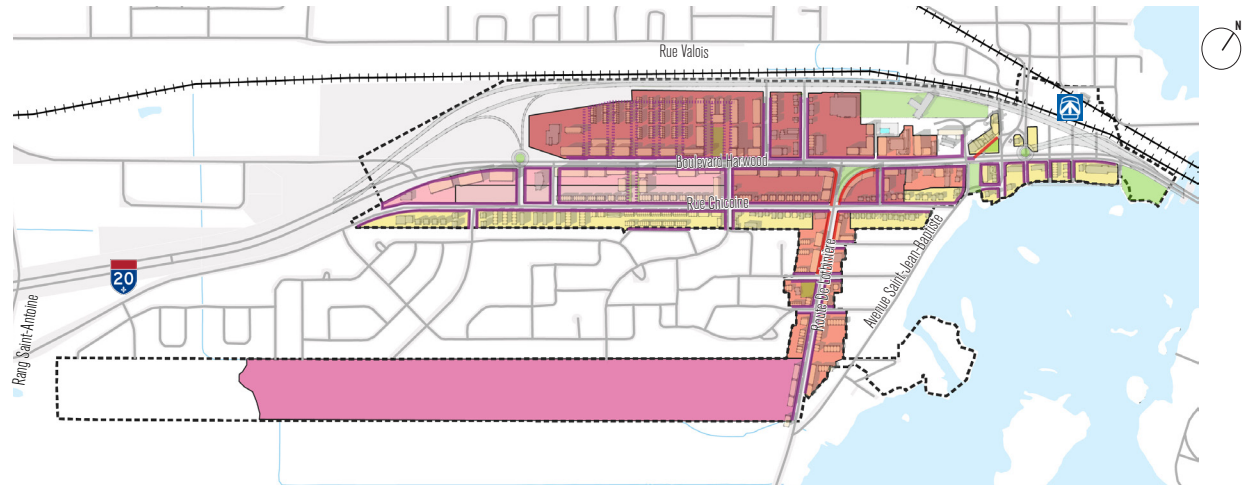 N
Rue Valois
Boulevard Harwood
Rue Chicoine
20
Rang Saint-Antoine
Route De Lotbinière
Avenue Saint-Jean-Baptiste